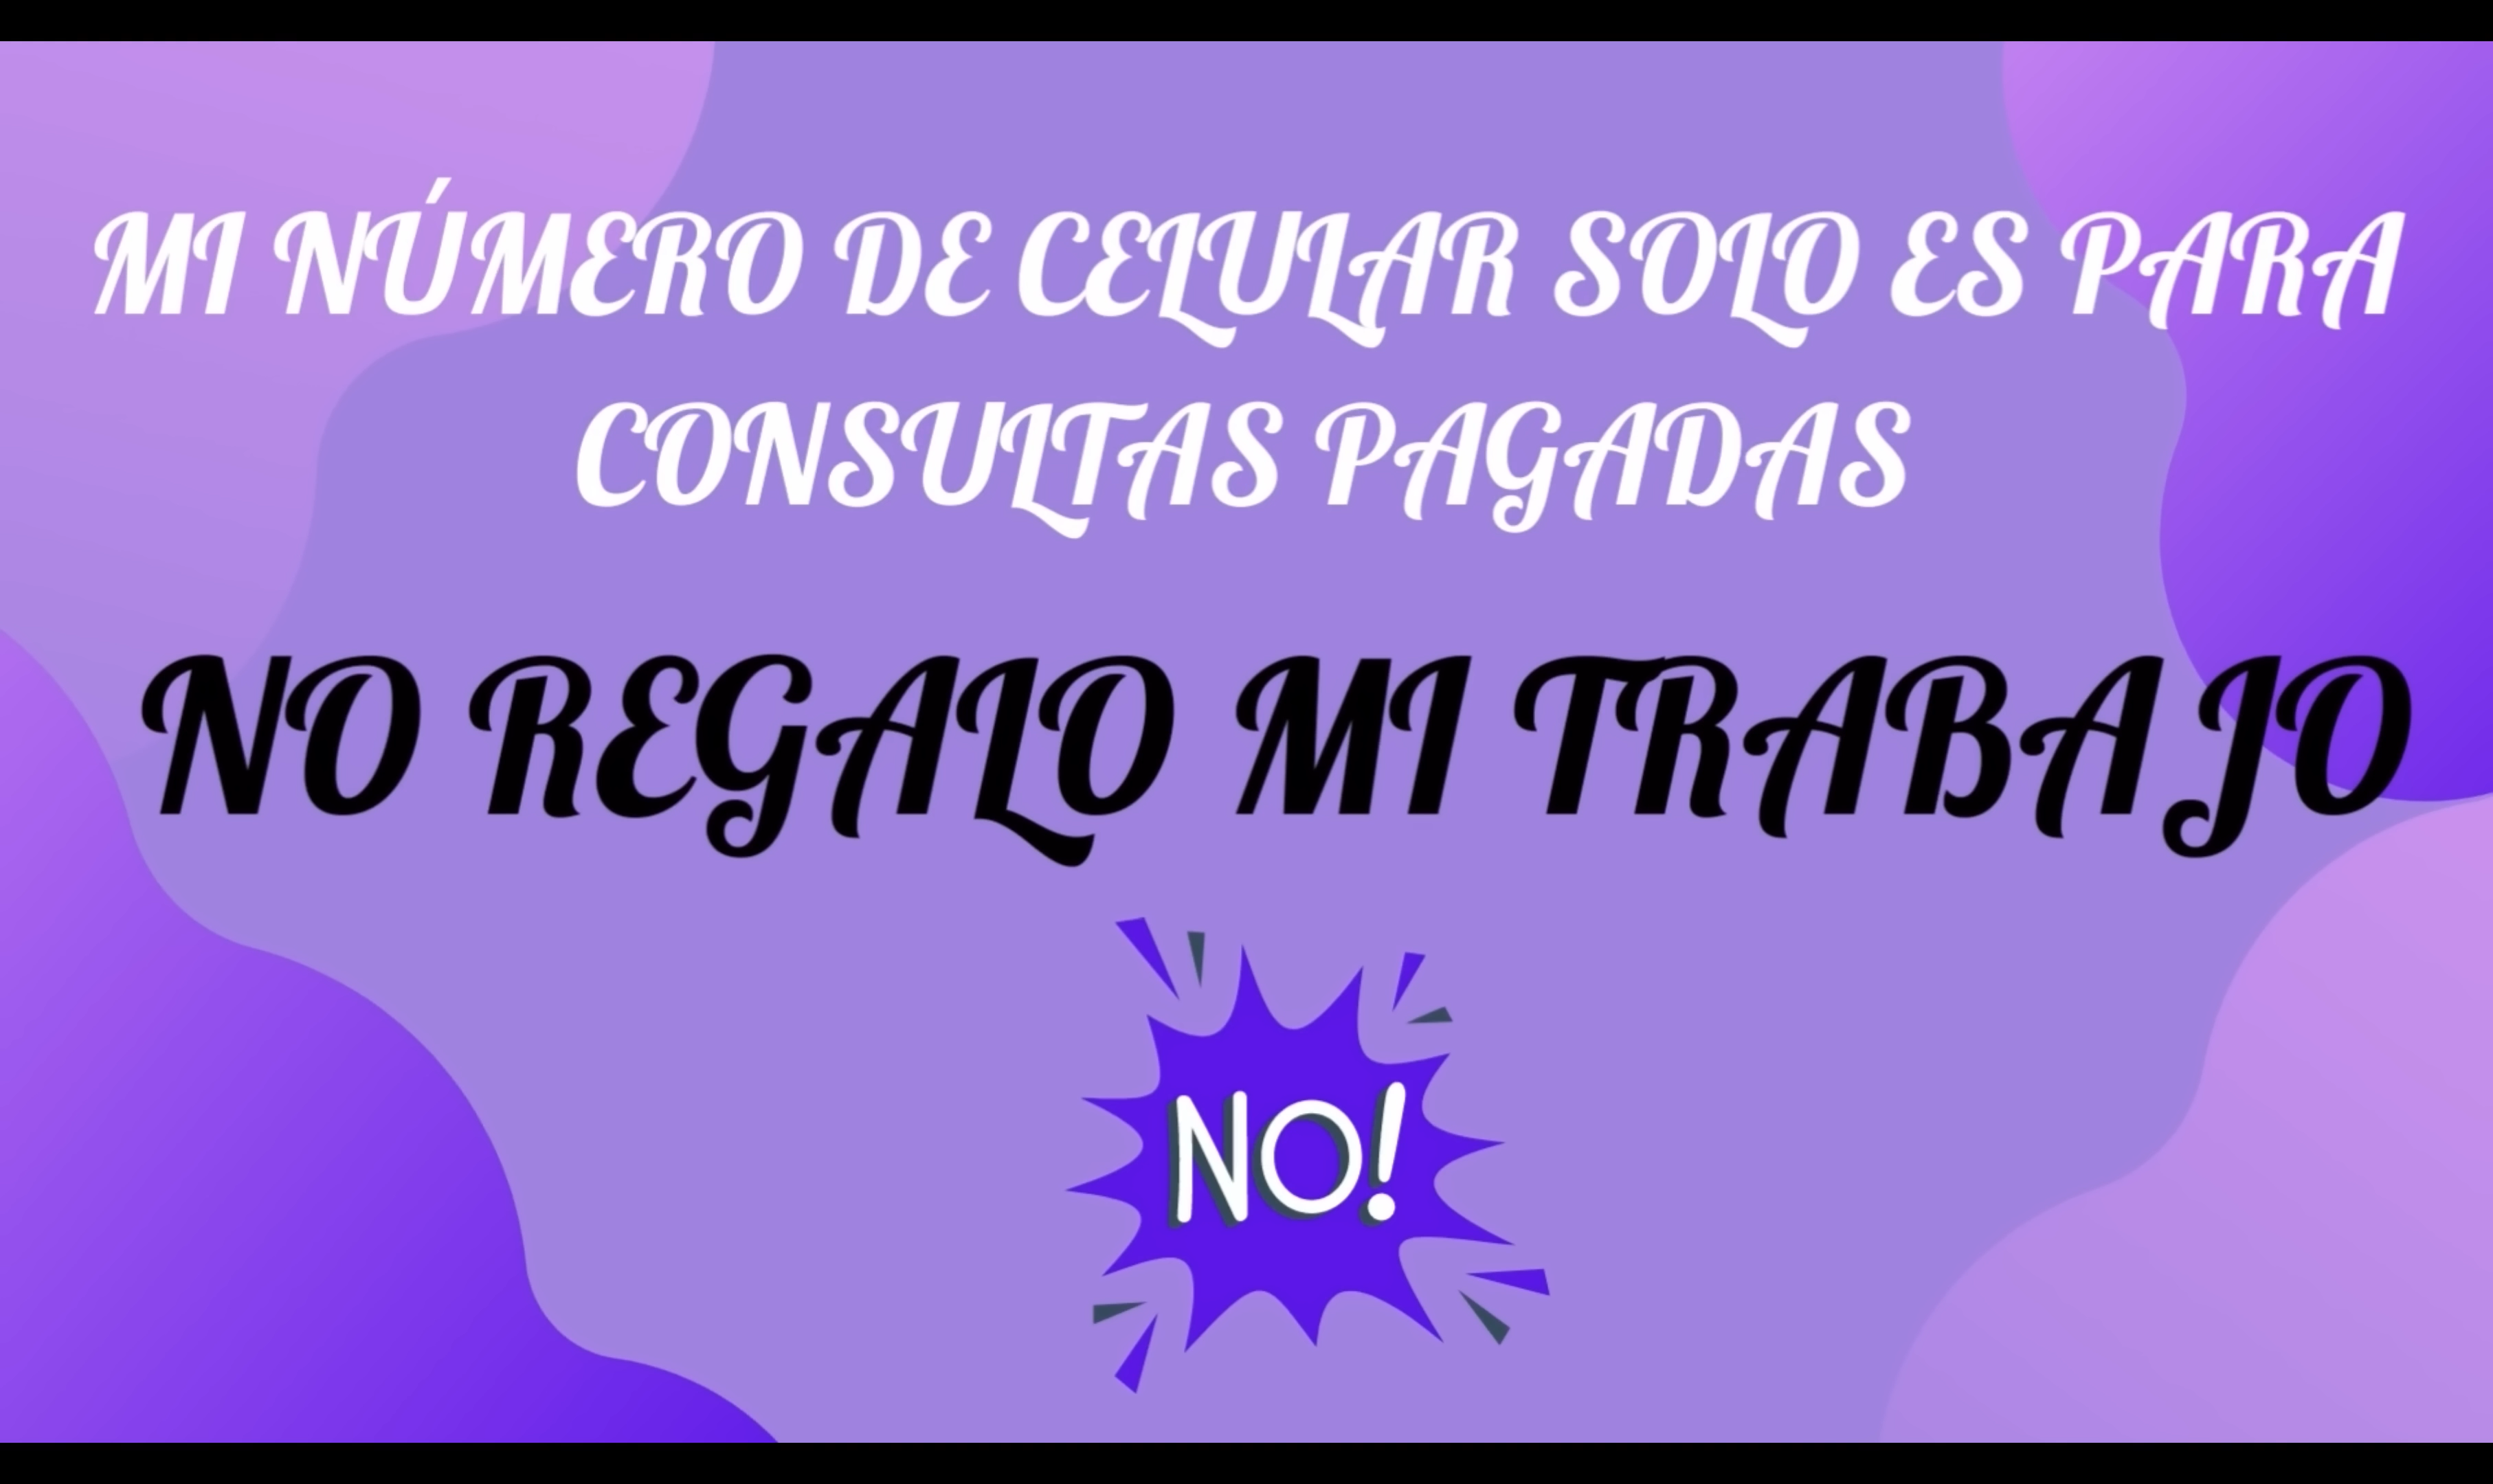 MI NÚMERO DE CELULAR SOLO ES PARA
CONSULTAS PAGADAS
NO REGALO MI TRABAJO
NO!